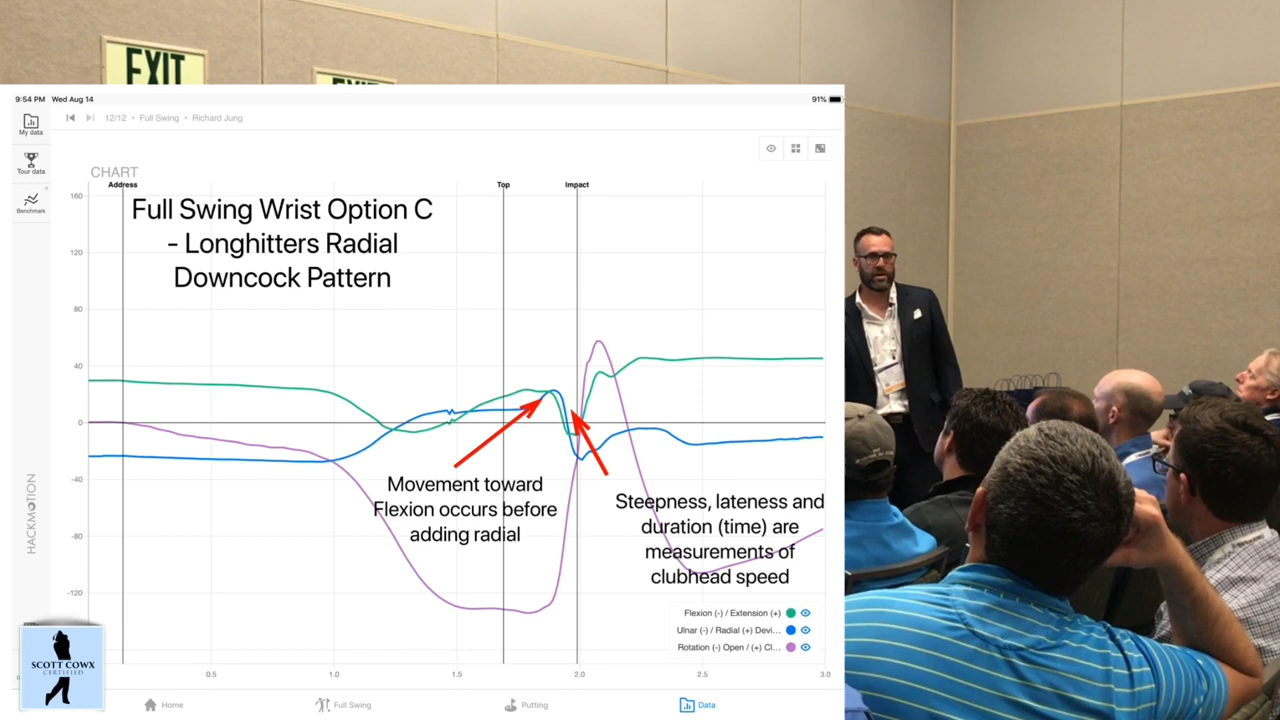 EXIT
EXIT
9:54 PM Wed Aug 14
91%
12/12 • Full Swing • Richard Jung
My data
Tour data
Benchmark
HACKMOTION
CHART
Address
Top
Impact
Full Swing Wrist Option C
- Longhitters Radial
Downcock Pattern
160
120
80
40
0
-40
-80
-120
Movement toward
Flexion occurs before
adding radial
Steepness, lateness and
duration (time) are
measurements of
clubhead speed
Flexion (-) / Extension (+)
Ulnar (-) / Radial (+) Devi...
Rotation (-) Open / (+) Cl...
0.5
1.0
1.5
2.0
2.5
3.0
SCOTT COWX
CERTIFIED
Home
Full Swing
Putting
Data